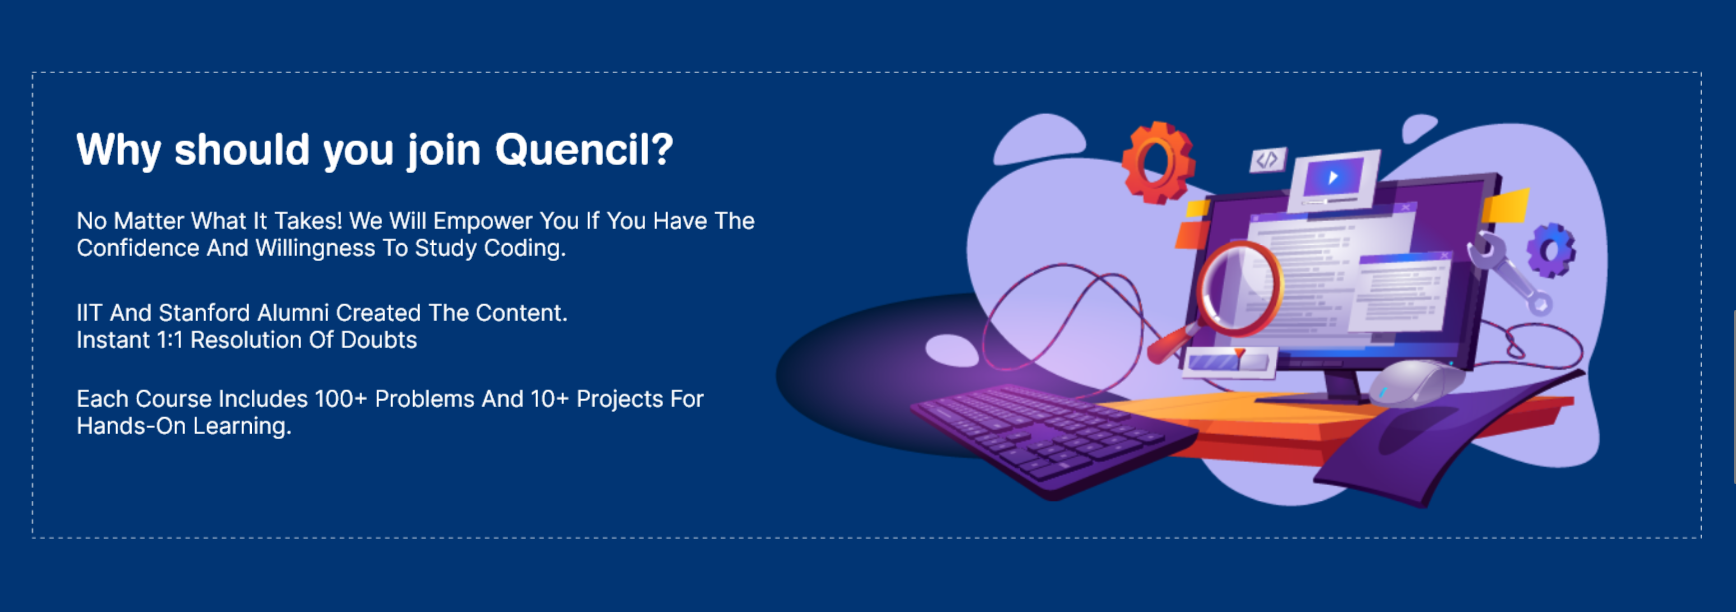 Why should you join Quencil?
No Matter What It Takes! We Will Empower You If You Have The
Confidence And Willingness To Study Coding.
IIT And Stanford Alumni Created The Content.
Instant 1:1 Resolution Of Doubts
Each Course Includes 100+ Problems And 10+ Projects For
Hands-On Learning.
</>